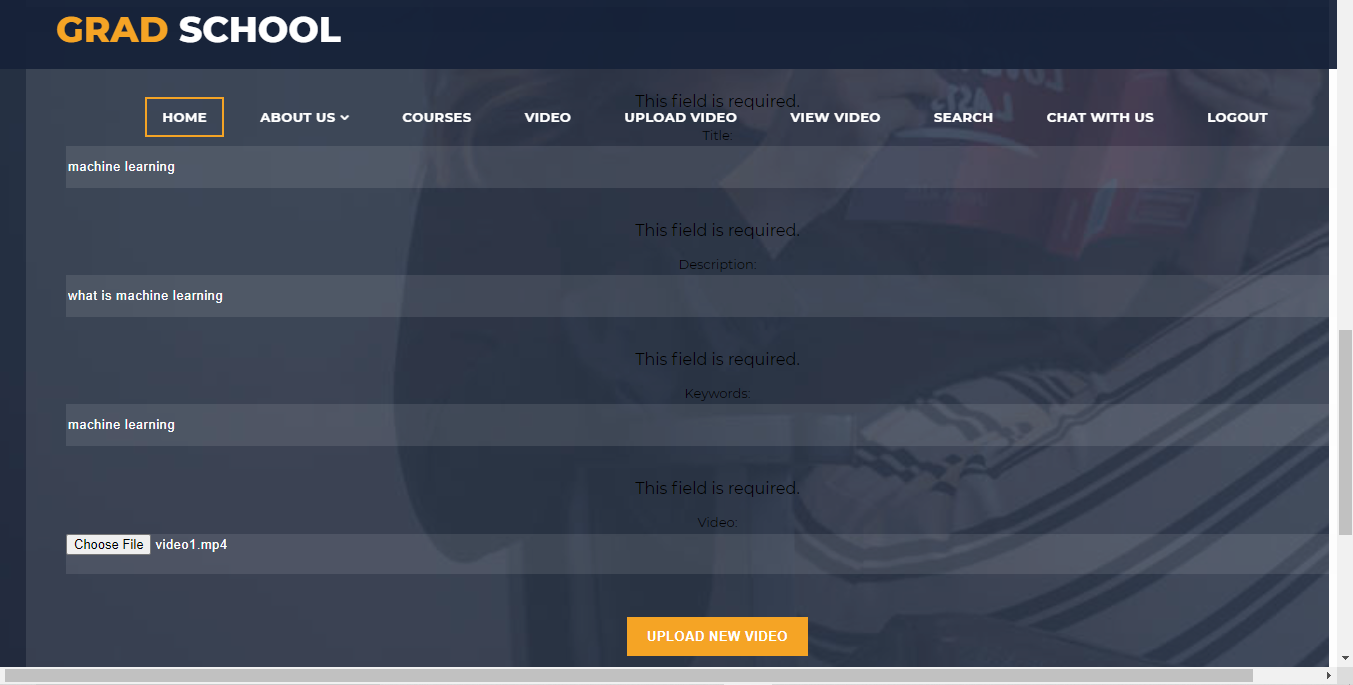 GRAD SCHOOL
This field is required.
HOME ABOUT US COURSES VIDEO UPLOAD VIDEO VIEW VIDEO SEARCH CHAT WITH US LOGOUT
Title:
machine learning
This field is required.
Description:
what is machine learning
This field is required.
Keywords:
machine learning
This field is required.
Video:
Choose File video1.mp4
UPLOAD NEW VIDEO